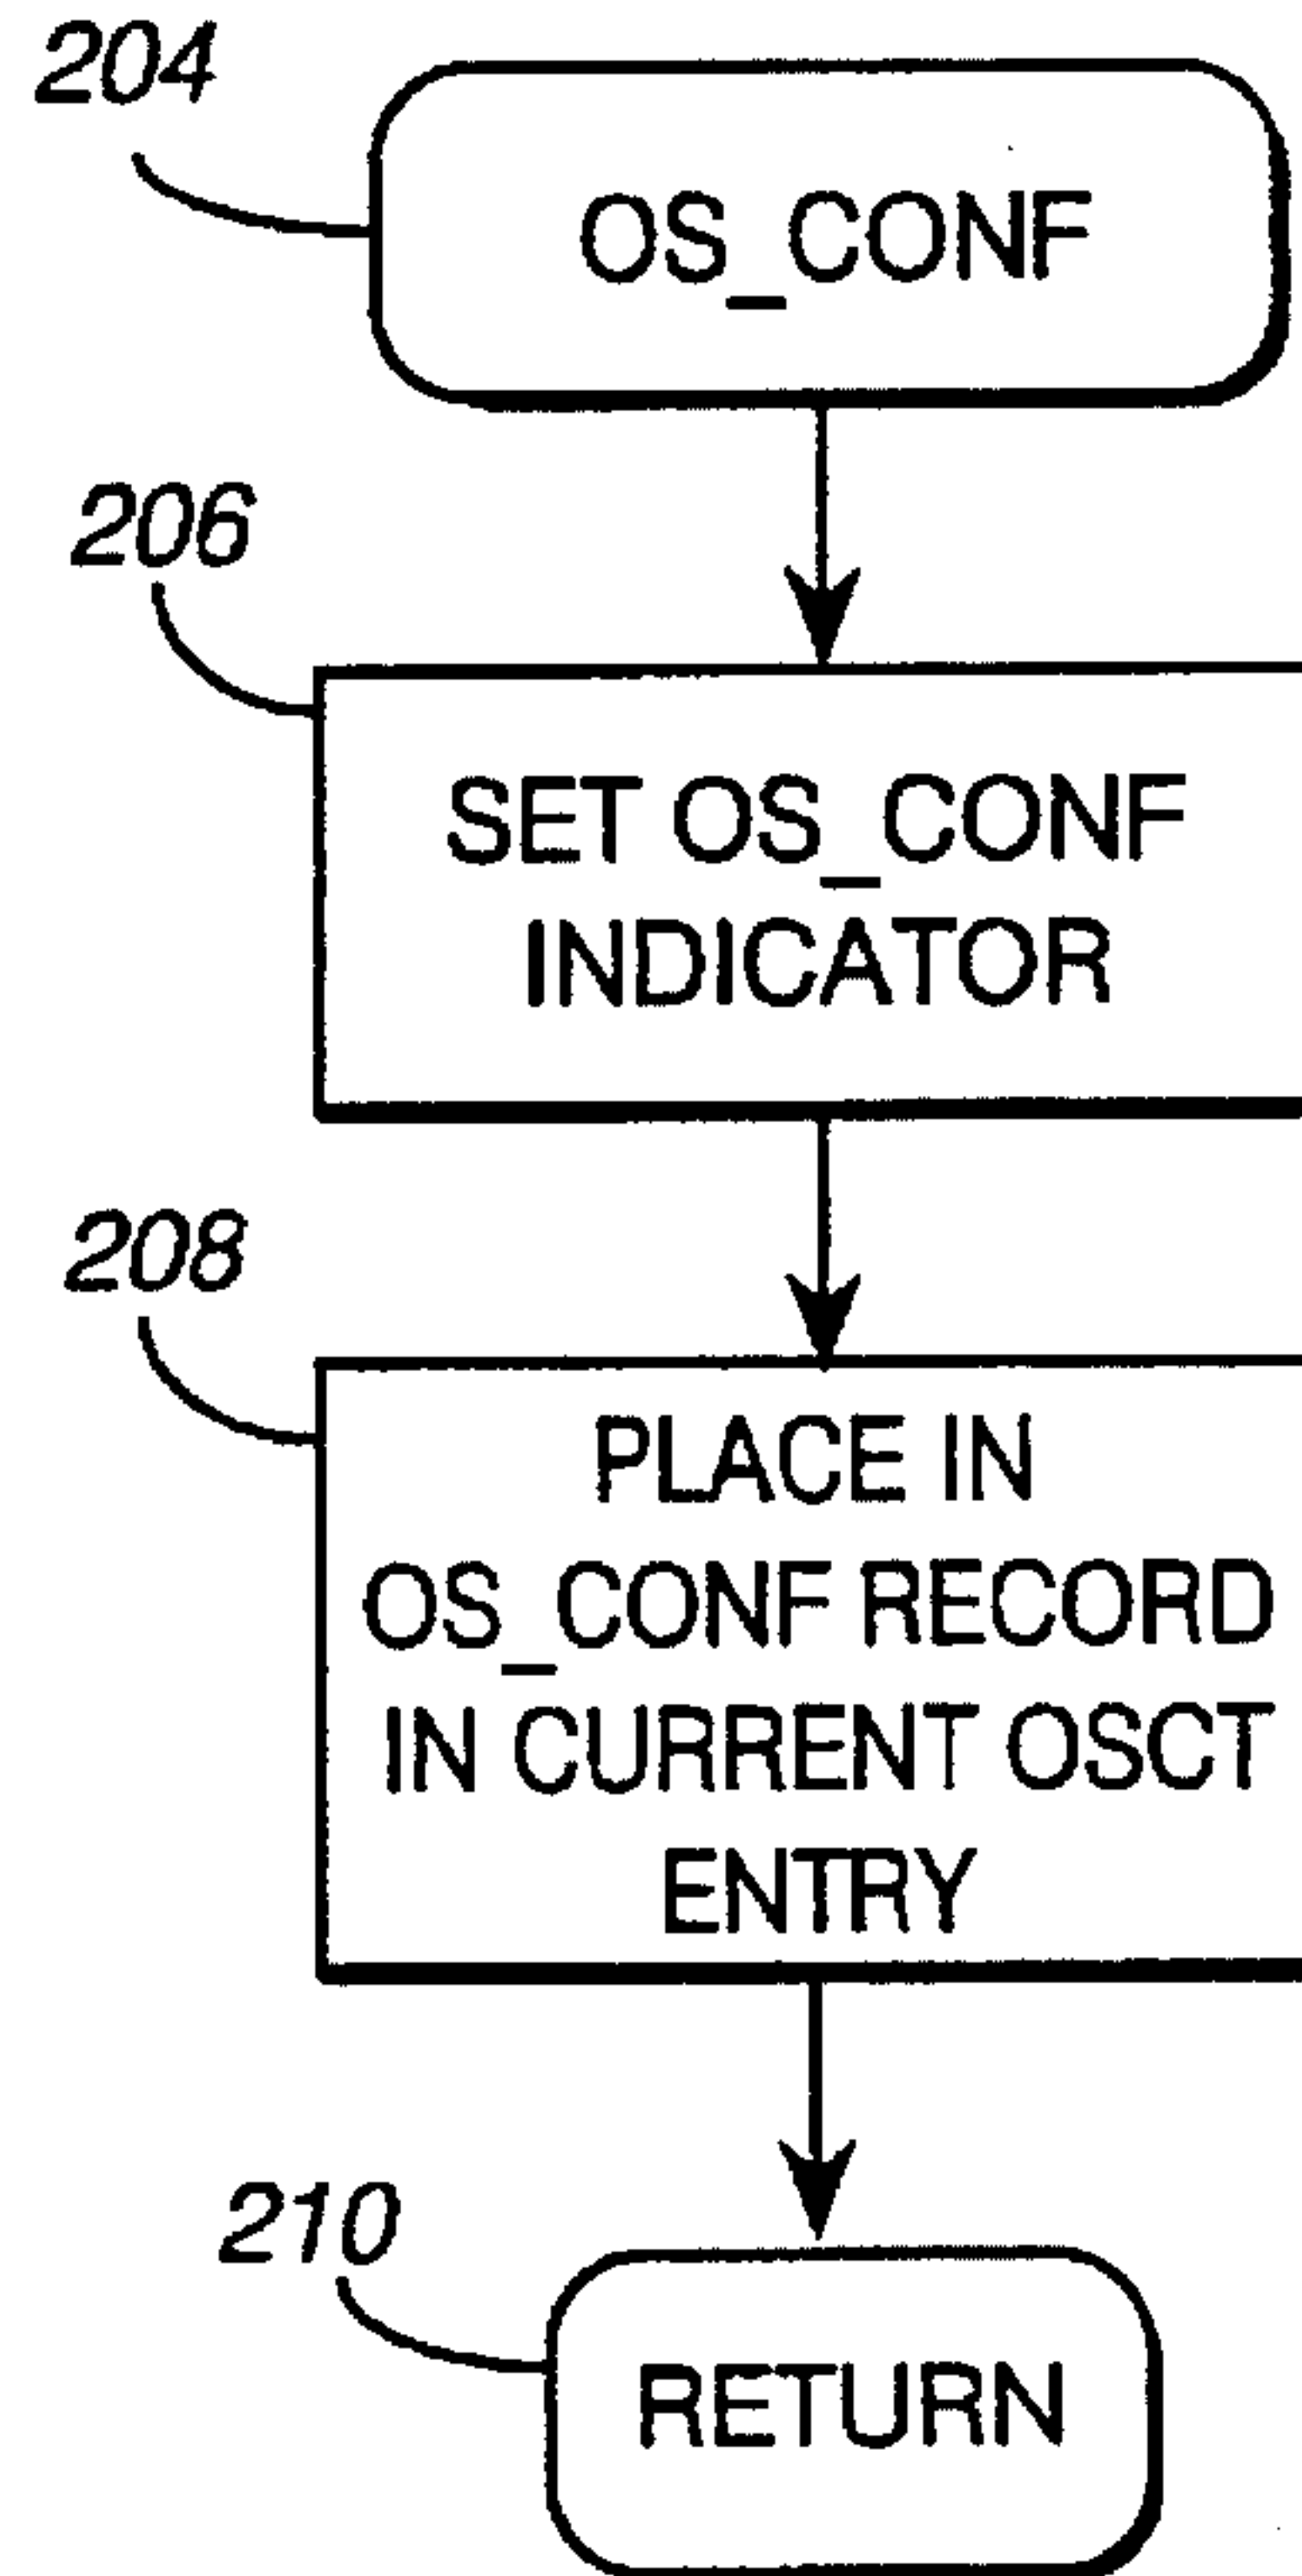 204
OS_CONF
206
SET OS_CONF
INDICATOR
208
PLACE IN
OS_CONF RECORD
IN CURRENT OSCT
ENTRY
210
RETURN